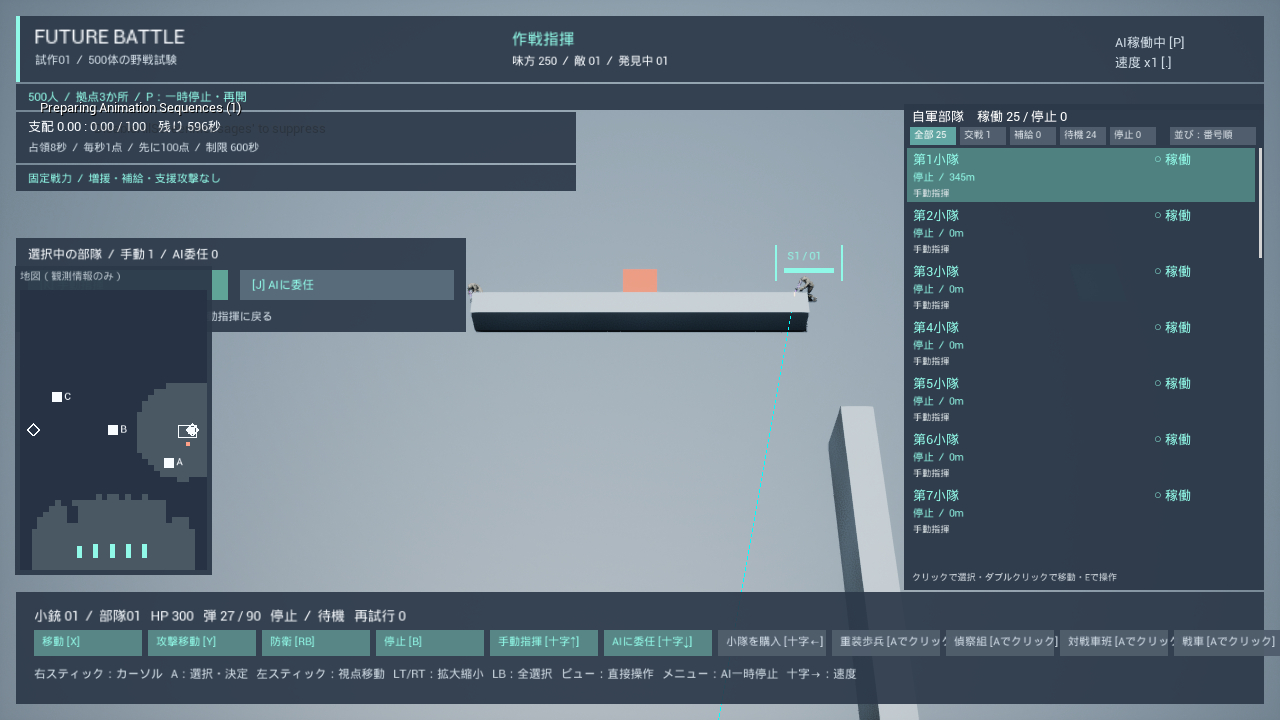 FUTURE BATTLE
試作01 / 500体の野戦試験
作戦指揮
味方 250 / 敵 01 / 発見中 01
AI稼働中 [P]
速度 x1 [.]
500人 / 拠点3か所 / P：一時停止・再開
Preparing Animation Sequences (1)
支配 0.00 : 0.00 / 100 残り 596秒
ages' to suppress
占領8秒 / 毎秒1点 / 先に100点 / 制限 600秒
固定戦力 / 増援・補給・支援攻撃なし
選択中の部隊 / 手動 1 / AI委任 0
地図 ( 観測情報のみ )
[J] AIに委任
指揮に戻る
C
B
A
S1 / 01
自軍部隊 稼働 25 / 停止 0
全部 25 交戦 1 補給 0 待機 24 停止 0 並び：番号順
第1小隊 ○ 稼働
停止 / 345m
手動指揮
第2小隊 ○ 稼働
停止 / 0m
手動指揮
第3小隊 ○ 稼働
停止 / 0m
手動指揮
第4小隊 ○ 稼働
停止 / 0m
手動指揮
第5小隊 ○ 稼働
停止 / 0m
手動指揮
第6小隊 ○ 稼働
停止 / 0m
手動指揮
第7小隊 ○ 稼働
停止 / 0m
手動指揮
クリックで選択・ダブルクリックで移動・Eで操作
小銃 01 / 部隊01 HP 300 弾 27 / 90 停止 / 待機 再試行 0
移動 [X] 攻撃移動 [Y] 防衛 [RB] 停止 [B] 手動指揮 [十字↑] AIに委任 [十字↓] 小隊を購入 [十字←] 重装歩兵 [Aでクリック 偵察組 [Aでクリック] 対戦車班 [Aでクリック 戦車 [Aでクリック]
右スティック：カーソル A：選択・決定 左スティック：視点移動 LT/RT：拡大縮小 LB：全選択 ビュー：直接操作 メニュー：AI一時停止 十字→：速度